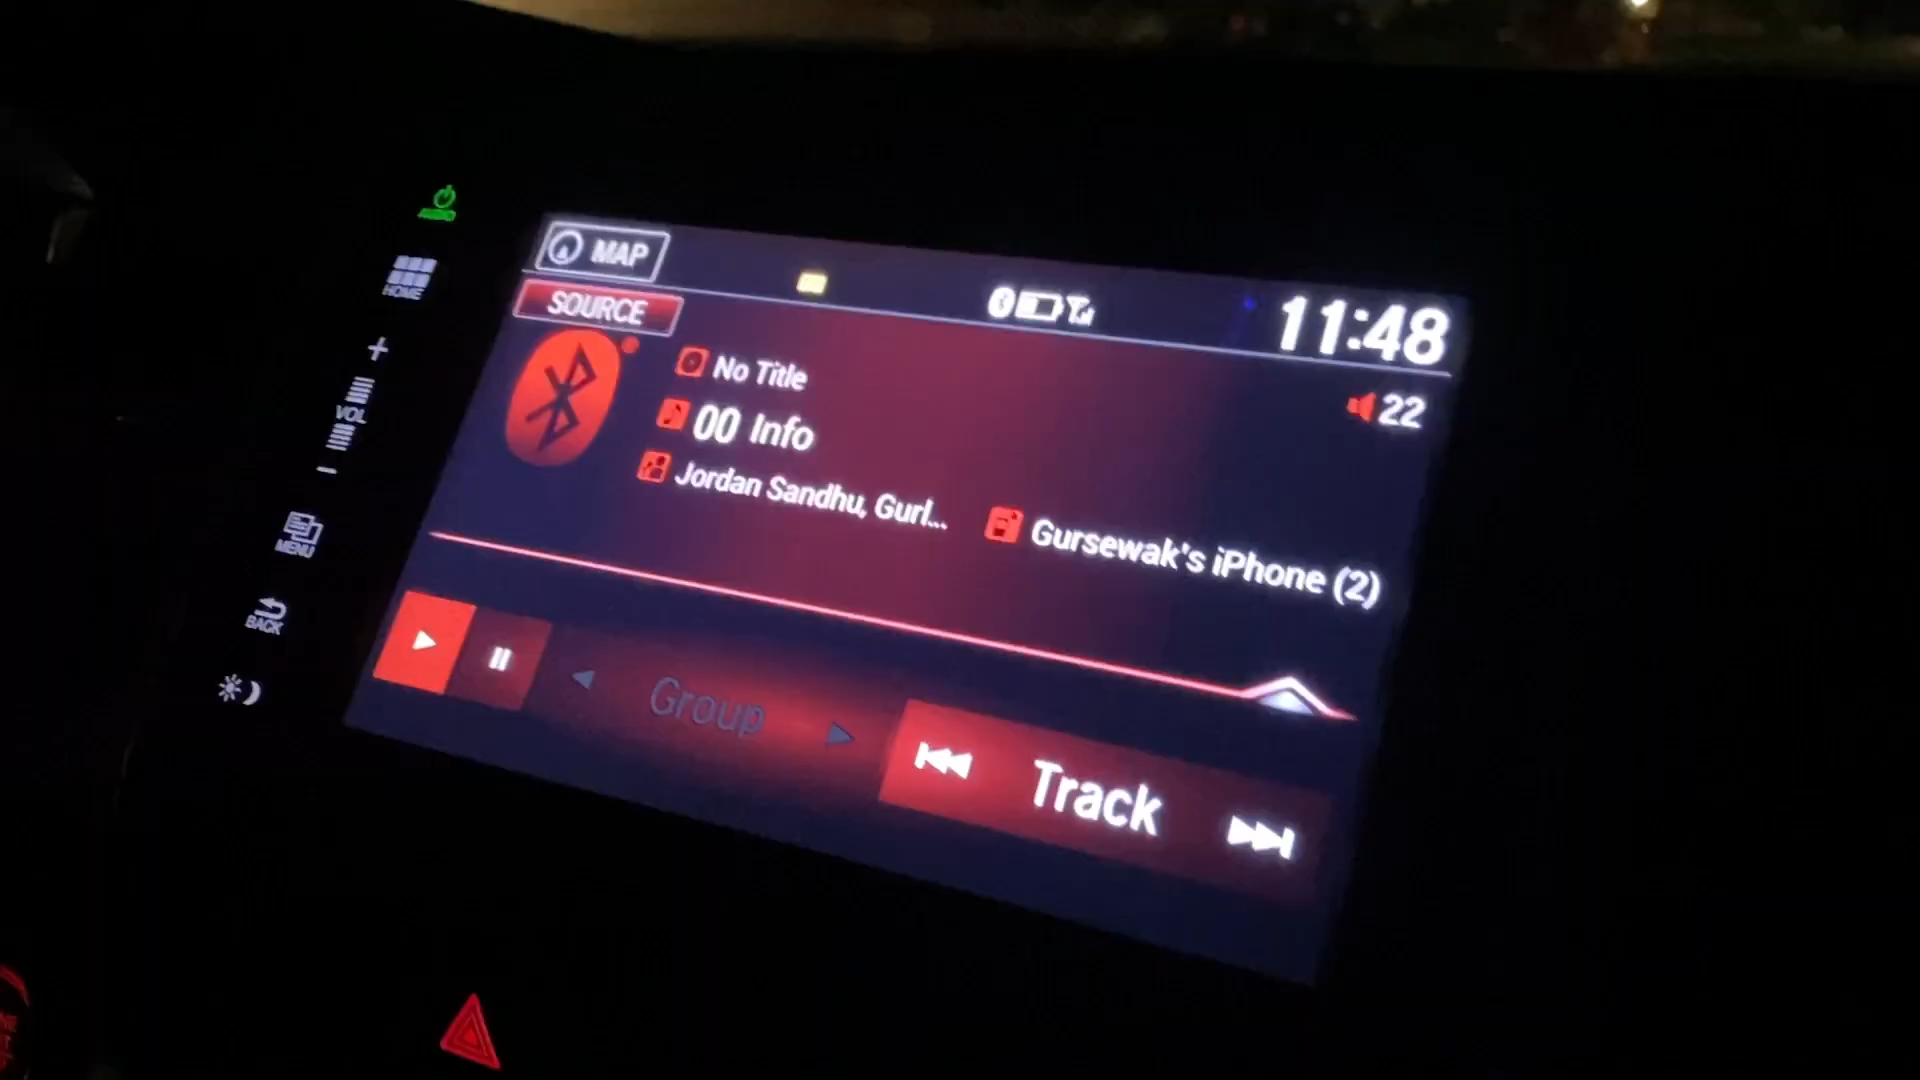 AUDIO
HOME
+
VOL
-
MENU
BACK
MAP
11:48
SOURCE
22
No Title
00 Info
Jordan Sandhu, Gurl...
Gursewak's iPhone (2)
Group
Track